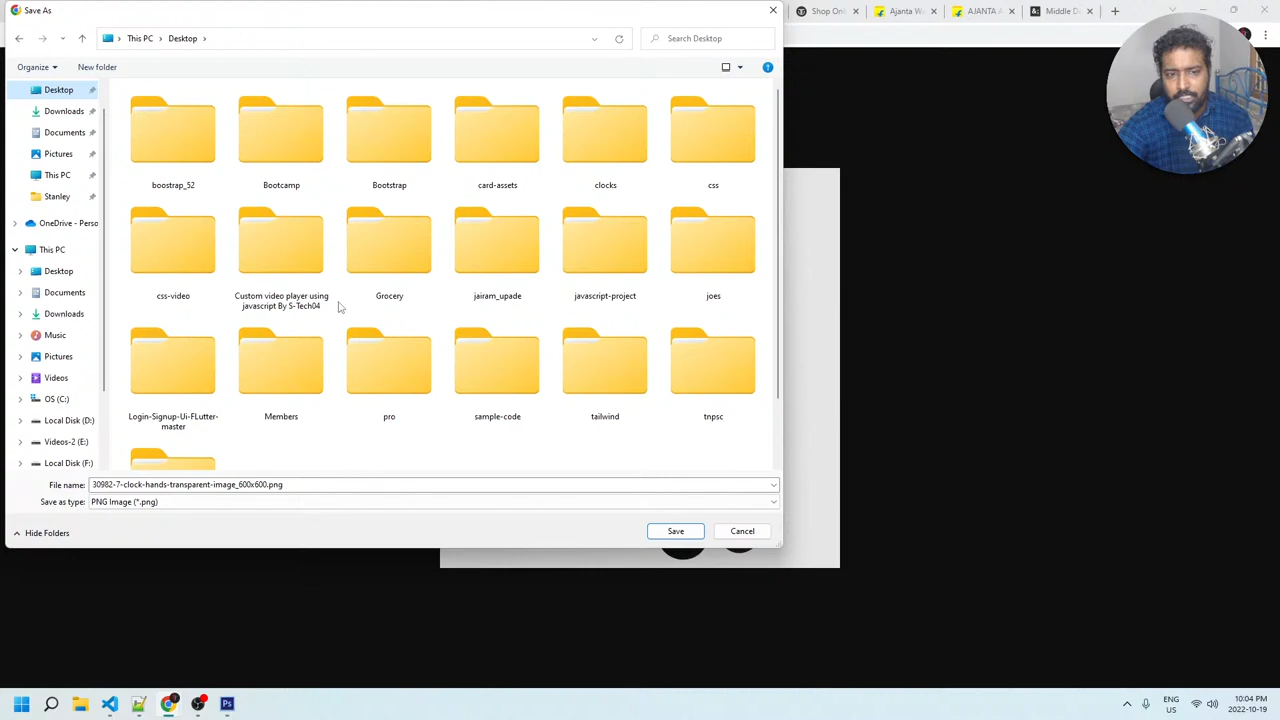 Save As
Shop Onl
Ajanta W
AJANTA A
Middle D
This PC
Desktop
Search Desktop
Organize
New folder
Desktop
Downloads
Documents
Pictures
This PC
Stanley
OneDrive - Perso
This PC
Desktop
Documents
Downloads
Music
Pictures
Videos
OS (C:)
Local Disk (D:)
Videos-2 (E:)
Local Disk (F:)
boostrap_52
Bootcamp
Bootstrap
card-assets
clocks
css
css-video
Custom video player using
javascript By S-Tech04
Grocery
jairam_upade
javascript-project
joes
Login-Signup-Ui-FLutter-
master
Members
pro
sample-code
tailwind
tnpsc
File name: 30982-7-clock-hands-transparent-image_600x600.png
Save as type: PNG Image (*.png)
Hide Folders
Save
Cancel
ENG
US
10:04 PM
2022-10-19